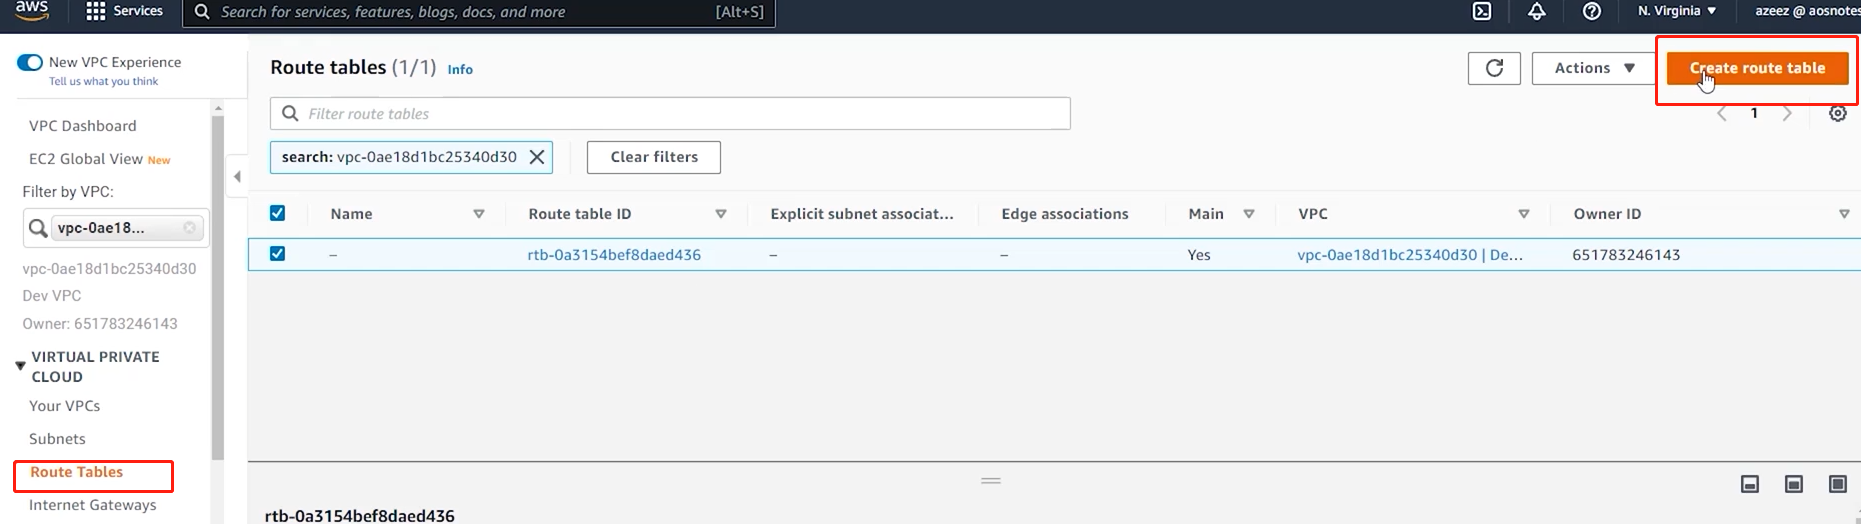 aws
Services
Search for services, features, blogs, docs, and more
[Alt+S]
N. Virginia
azeez @ aosnotes
New VPC Experience
Tell us what you think
VPC Dashboard
EC2 Global View New
Filter by VPC:
vpc-0ae18...
vpc-0ae18d1bc25340d30
Dev VPC
Owner: 651783246143
VIRTUAL PRIVATE
CLOUD
Your VPCs
Subnets
Route Tables
Internet Gateways
Route tables (1/1) Info
Actions
Create route table
Filter route tables
1
search: vpc-0ae18d1bc25340d30
Clear filters
Name Route table ID Explicit subnet associat... Edge associations Main VPC Owner ID
– rtb-0a3154bef8daed436 – – Yes vpc-0ae18d1bc25340d30 | De... 651783246143
rtb-0a3154bef8daed436